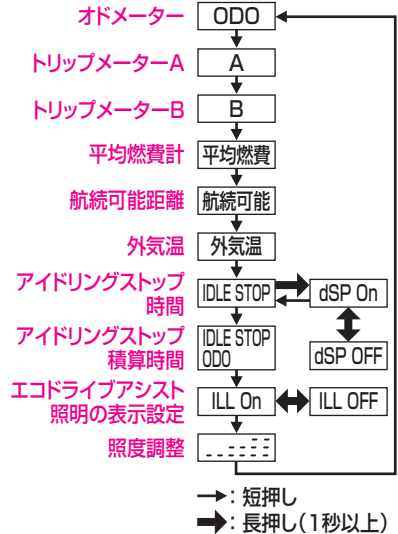 オドメーター ODO
トリップメーターA A
トリップメーターB B
平均燃費計 平均燃費
航続可能距離 航続可能
外気温 外気温
アイドリングストップ
時間
IDLE STOP dSP On
dSP OFF
アイドリングストップ
積算時間
IDLE STOP
ODO
エコドライブアシスト
照明の表示設定
ILL On ILL OFF
照度調整
：短押し
：長押し（1秒以上）